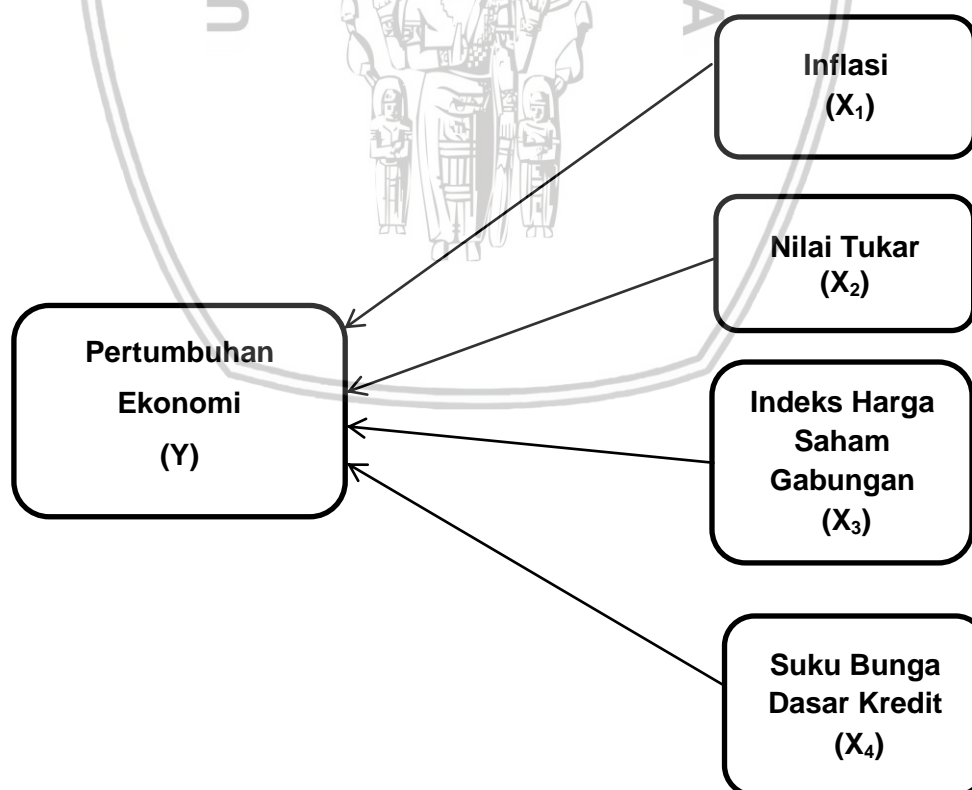 Inflasi
(X₁)
Nilai Tukar
(X₂)
Pertumbuhan
Ekonomi
(Y)
Indeks Harga
Saham
Gabungan
(X₃)
Suku Bunga
Dasar Kredit
(X₄)